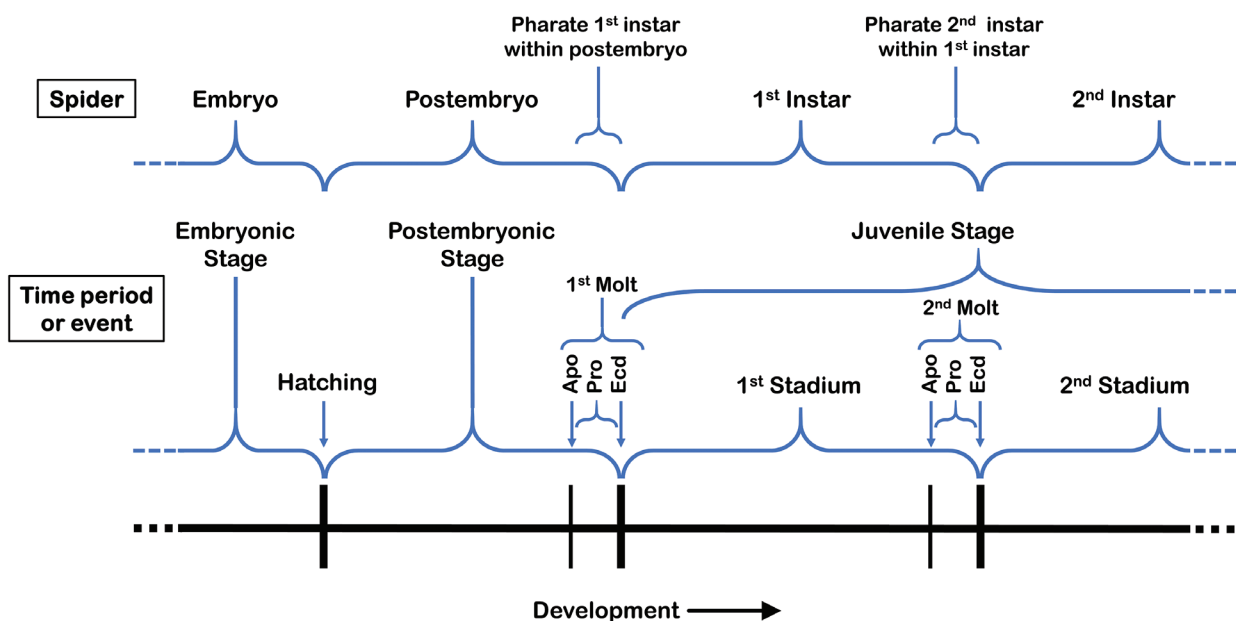 Pharate 1st instar
within postembryo
Pharate 2nd instar
within 1st instar
Spider
Embryo
Postembryo
1st Instar
2nd Instar
Embryonic
Stage
Postembryonic
Stage
Juvenile Stage
Time period
or event
1st Molt
2nd Molt
Hatching
Apo
Pro
Ecd
1st Stadium
Apo
Pro
Ecd
2nd Stadium
Development